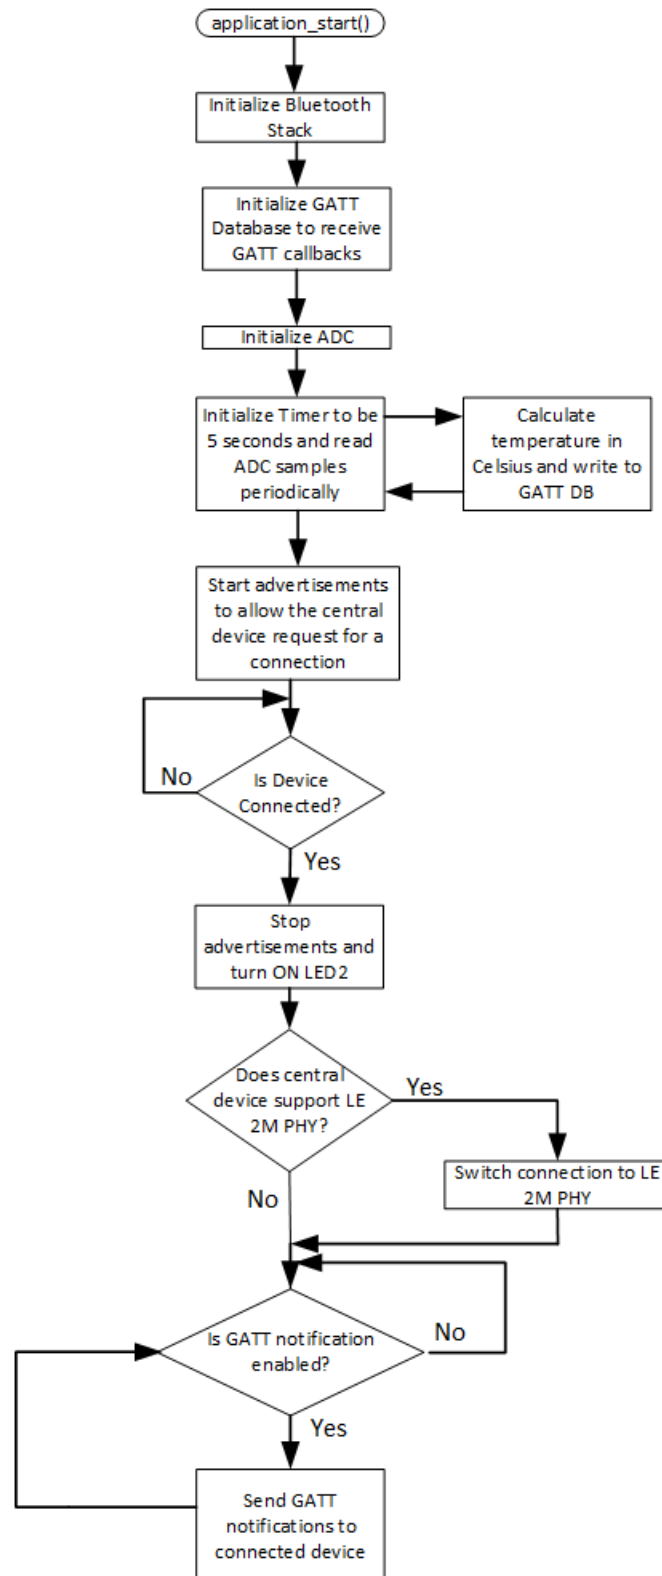 application_start()
Initialize Bluetooth
Stack
Initialize GATT
Database to receive
GATT callbacks
Initialize ADC
Initialize Timer to be
5 seconds and read
ADC samples
periodically
Calculate
temperature in
Celsius and write to
GATT DB
Start advertisements
to allow the central
device request for a
connection
Is Device
Connected?
No
Yes
Stop
advertisements and
turn ON LED2
Does central
device support LE
2M PHY?
Yes
Switch connection to LE
2M PHY
No
Is GATT notification
enabled?
No
Yes
Send GATT
notifications to
connected device